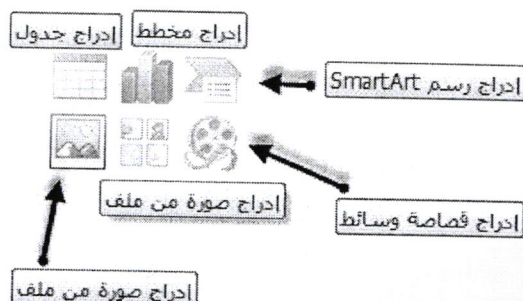 إدراج مخطط
إدراج جدول
إدراج رسم SmartArt
إدراج صورة من ملف
إدراج قصاصة وسائط
إدراج صورة من ملف